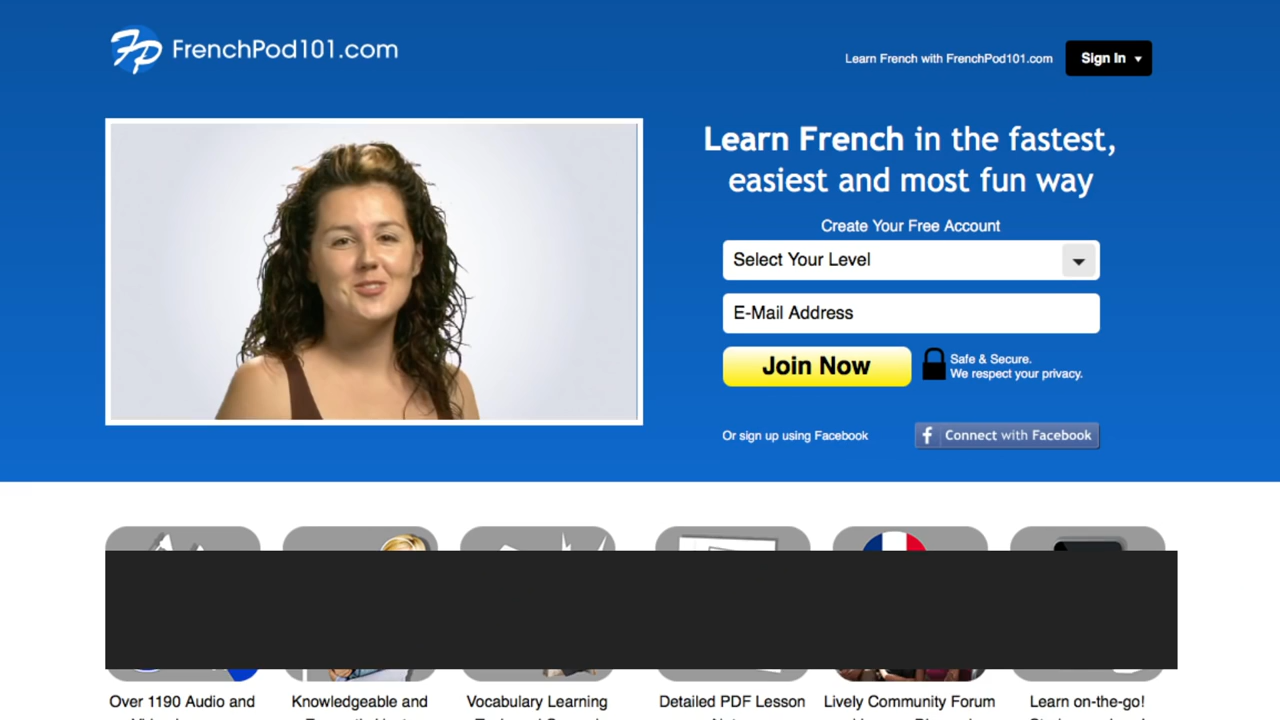 FrenchPod101.com
Learn French with FrenchPod101.com
Sign In
Learn French in the fastest,
easiest and most fun way
Create Your Free Account
Select Your Level
E-Mail Address
Join Now
Safe & Secure.
We respect your privacy.
Or sign up using Facebook
Connect with Facebook
Over 1190 Audio and
Knowledgeable and
Vocabulary Learning
Detailed PDF Lesson
Lively Community Forum
Learn on-the-go!